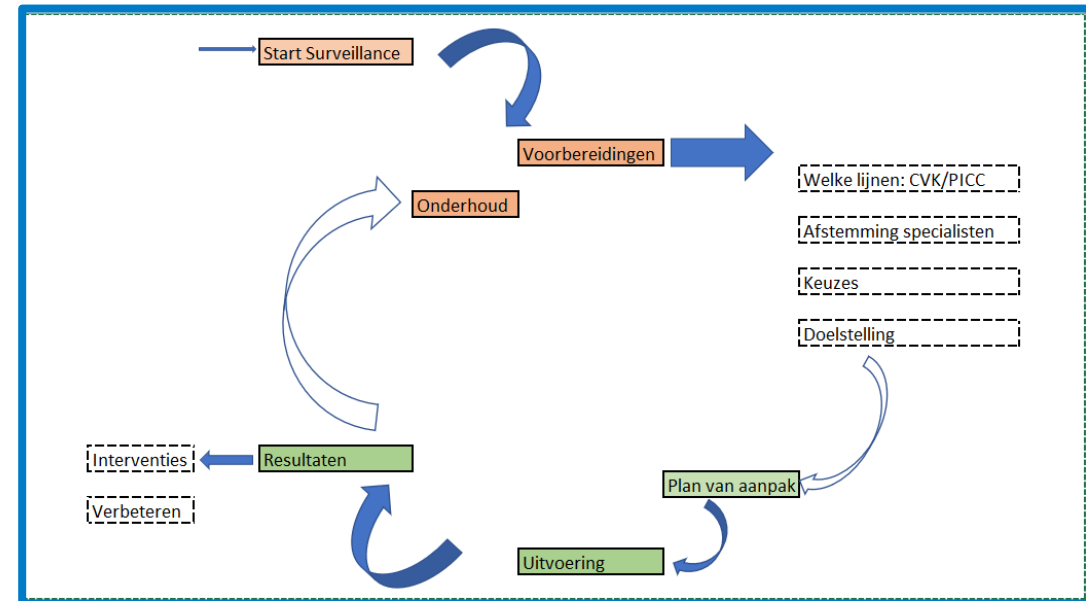 Start Surveillance
Voorbereidingen
Welke lijnen: CVK/PICC
Onderhoud
Afstemming specialisten
Keuzes
Doelstelling
Interventies
Resultaten
Plan van aanpak
Verbeteren
Uitvoering